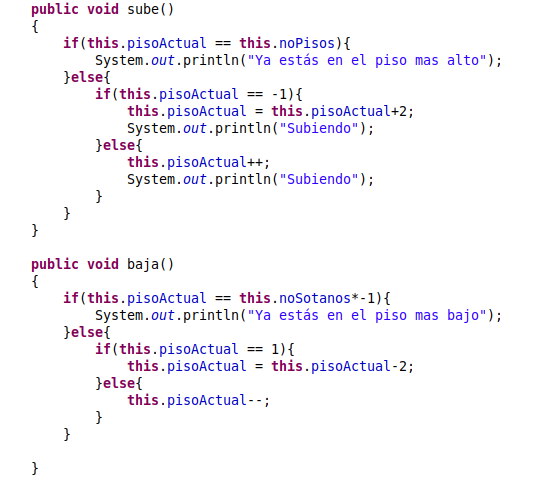 public void sube()
{
if(this.pisoActual == this.noPisos){
System.out.println("Ya estás en el piso mas alto");
}else{
if(this.pisoActual == -1){
this.pisoActual = this.pisoActual+2;
System.out.println("Subiendo");
}else{
this.pisoActual++;
System.out.println("Subiendo");
}
}
}
public void baja()
{
if(this.pisoActual == this.noSotanos*-1){
System.out.println("Ya estás en el piso mas bajo");
}else{
if(this.pisoActual == 1){
this.pisoActual = this.pisoActual-2;
}else{
this.pisoActual--;
}
}
}